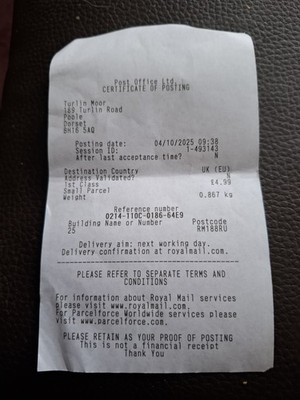 Post Office Ltd.
CERTIFICATE OF POSTING
Turlin Moor
169 Turlin Road
Poole
Dorset
BH16 5AQ
Posting date: 04/10/2025 09:38
Session ID: 1-493143
After last acceptance time? N
Destination Country UK (EU)
Address Validated? N
1st Class £4.99
Small Parcel
Weight 0.867 kg
Reference number
0214-110C-0186-64E9
Building Name or Number Postcode
25 RM188RU
Delivery aim: next working day.
Delivery confirmation at royalmail.com.
PLEASE REFER TO SEPARATE TERMS AND
CONDITIONS
For information about Royal Mail services
please visit www.royalmail.com.
For Parcelforce Worldwide services please
visit www.parcelforce.com.
PLEASE RETAIN AS YOUR PROOF OF POSTING
This is not a financial receipt
Thank You